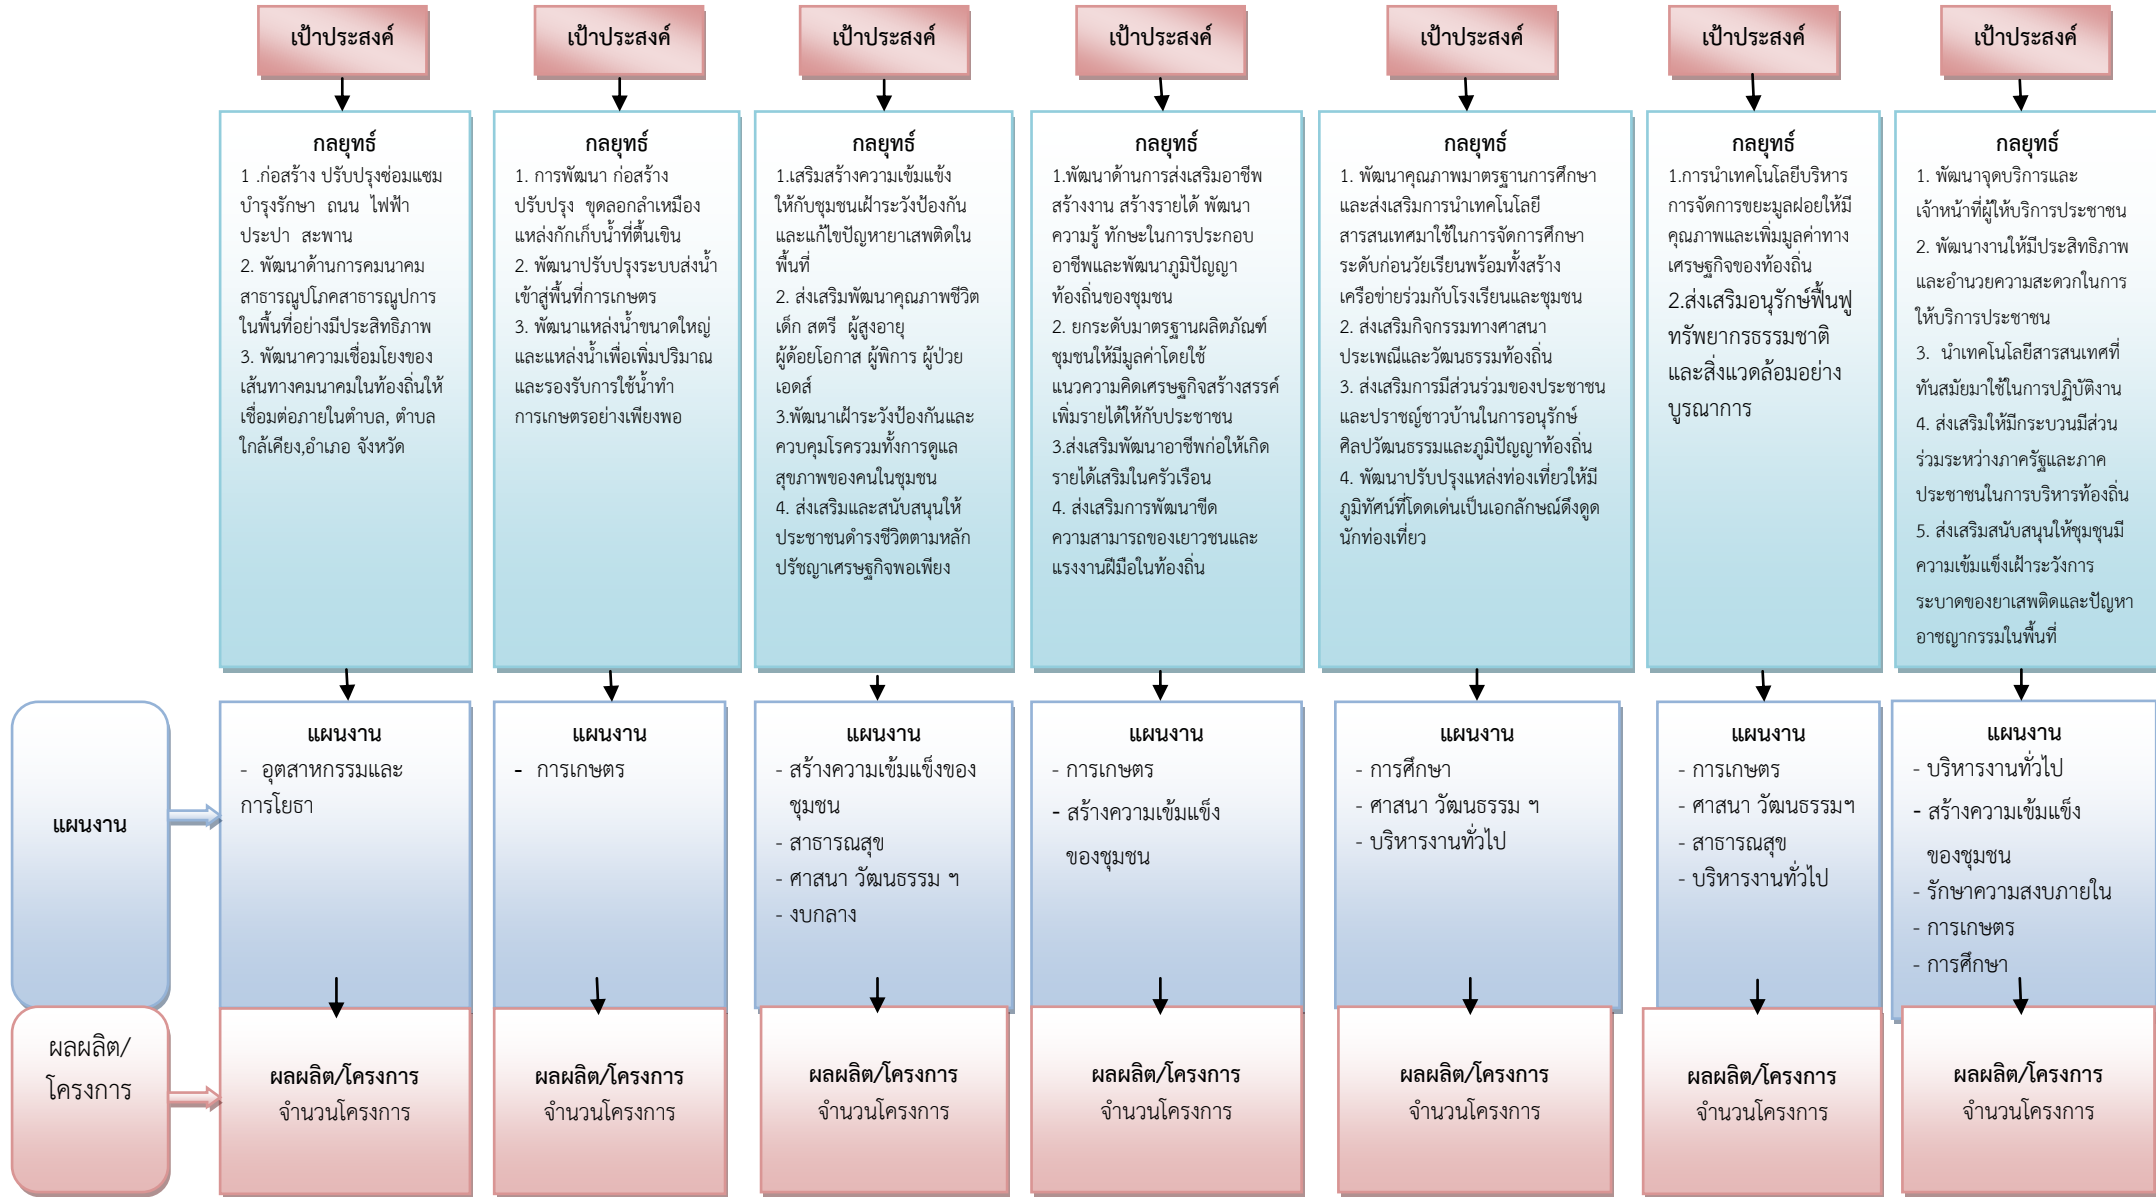 เป้าประสงค์
เป้าประสงค์
เป้าประสงค์
เป้าประสงค์
เป้าประสงค์
เป้าประสงค์
เป้าประสงค์
กลยุทธ์
1 .ก่อสร้าง ปรับปรุงซ่อมแซม
บำรุงรักษา ถนน ไฟฟ้า
ประปา สะพาน
2. พัฒนาด้านการคมนาคม
สาธารณูปโภคสาธารณูปการ
ในพื้นที่อย่างมีประสิทธิภาพ
3. พัฒนาความเชื่อมโยงของ
เส้นทางคมนาคมในท้องถิ่นให้
เชื่อมต่อภายในตำบล, ตำบล
ใกล้เคียง,อำเภอ จังหวัด
กลยุทธ์
1. การพัฒนา ก่อสร้าง
ปรับปรุง ขุดลอกลำเหมือง
แหล่งกักเก็บน้ำที่ตื้นเขิน
2. พัฒนาปรับปรุงระบบส่งน้ำ
เข้าสู่พื้นที่การเกษตร
3. พัฒนาแหล่งน้ำขนาดใหญ่
และแหล่งน้ำเพื่อเพิ่มปริมาณ
และรองรับการใช้น้ำทำ
การเกษตรอย่างเพียงพอ
กลยุทธ์
1.เสริมสร้างความเข้มแข้ง
ให้กับชุมชนเฝ้าระวังป้องกัน
และแก้ไขปัญหายาเสพติดใน
พื้นที่
2. ส่งเสริมพัฒนาคุณภาพชีวิต
เด็ก สตรี ผู้สูงอายุ
ผู้ด้อยโอกาส ผู้พิการ ผู้ป่วย
เอดส์
3.พัฒนาเฝ้าระวังป้องกันและ
ควบคุมโรครวมทั้งการดูแล
สุขภาพของคนในชุมชน
4. ส่งเสริมและสนับสนุนให้
ประชาชนดำรงชีวิตตามหลัก
ปรัชญาเศรษฐกิจพอเพียง
กลยุทธ์
1.พัฒนาด้านการส่งเสริมอาชีพ
สร้างงาน สร้างรายได้ พัฒนา
ความรู้ ทักษะในการประกอบ
อาชีพและพัฒนาภูมิปัญญา
ท้องถิ่นของชุมชน
2. ยกระดับมาตรฐานผลิตภัณฑ์
ชุมชนให้มีมูลค่าโดยใช้
แนวความคิดเศรษฐกิจสร้างสรรค์
เพิ่มรายได้ให้กับประชาชน
3.ส่งเสริมพัฒนาอาชีพก่อให้เกิด
รายได้เสริมในครัวเรือน
4. ส่งเสริมการพัฒนาขีด
ความสามารถของเยาวชนและ
แรงงานฝีมือในท้องถิ่น
กลยุทธ์
1. พัฒนาคุณภาพมาตรฐานการศึกษา
และส่งเสริมการนำเทคโนโลยี
สารสนเทศมาใช้ในการจัดการศึกษา
ระดับก่อนวัยเรียนพร้อมทั้งสร้าง
เครือข่ายร่วมกับโรงเรียนและชุมชน
2. ส่งเสริมกิจกรรมทางศาสนา
ประเพณีและวัฒนธรรมท้องถิ่น
3. ส่งเสริมการมีส่วนร่วมของประชาชน
และปราชญ์ชาวบ้านในการอนุรักษ์
ศิลปวัฒนธรรมและภูมิปัญญาท้องถิ่น
4. พัฒนาปรับปรุงแหล่งท่องเที่ยวให้มี
ภูมิทัศน์ที่โดดเด่นเป็นเอกลักษณ์ดึงดูด
นักท่องเที่ยว
กลยุทธ์
1.การนำเทคโนโลยีบริหาร
การจัดการขยะมูลฝอยให้มี
คุณภาพและเพิ่มมูลค่าทาง
เศรษฐกิจของท้องถิ่น
2.ส่งเสริมอนุรักษ์ฟื้นฟู
ทรัพยากรธรรมชาติ
และสิ่งแวดล้อมอย่าง
บูรณาการ
กลยุทธ์
1. พัฒนาจุดบริการและ
เจ้าหน้าที่ผู้ให้บริการประชาชน
2. พัฒนางานให้มีประสิทธิภาพ
และอำนวยความสะดวกในการ
ให้บริการประชาชน
3. นำเทคโนโลยีสารสนเทศที่
ทันสมัยมาใช้ในการปฏิบัติงาน
4. ส่งเสริมให้มีกระบวนมีส่วน
ร่วมระหว่างภาครัฐและภาค
ประชาชนในการบริหารท้องถิ่น
5. ส่งเสริมสนับสนุนให้ชุมชุนมี
ความเข้มแข็งเฝ้าระวังการ
ระบาดของยาเสพติดและปัญหา
อาชญากรรมในพื้นที่
แผนงาน
แผนงาน
- อุตสาหกรรมและ
การโยธา
แผนงาน
- การเกษตร
แผนงาน
- สร้างความเข้มแข็งของ
ชุมชน
- สาธารณสุข
- ศาสนา วัฒนธรรม ฯ
- งบกลาง
แผนงาน
- การเกษตร
- สร้างความเข้มแข็ง
ของชุมชน
แผนงาน
- การศึกษา
- ศาสนา วัฒนธรรม ฯ
- บริหารงานทั่วไป
แผนงาน
- การเกษตร
- ศาสนา วัฒนธรรมฯ
- สาธารณสุข
- บริหารงานทั่วไป
แผนงาน
- บริหารงานทั่วไป
- สร้างความเข้มแข็ง
ของชุมชน
- รักษาความสงบภายใน
- การเกษตร
- การศึกษา
ผลผลิต/
โครงการ
ผลผลิต/โครงการ
จำนวนโครงการ
ผลผลิต/โครงการ
จำนวนโครงการ
ผลผลิต/โครงการ
จำนวนโครงการ
ผลผลิต/โครงการ
จำนวนโครงการ
ผลผลิต/โครงการ
จำนวนโครงการ
ผลผลิต/โครงการ
จำนวนโครงการ
ผลผลิต/โครงการ
จำนวนโครงการ